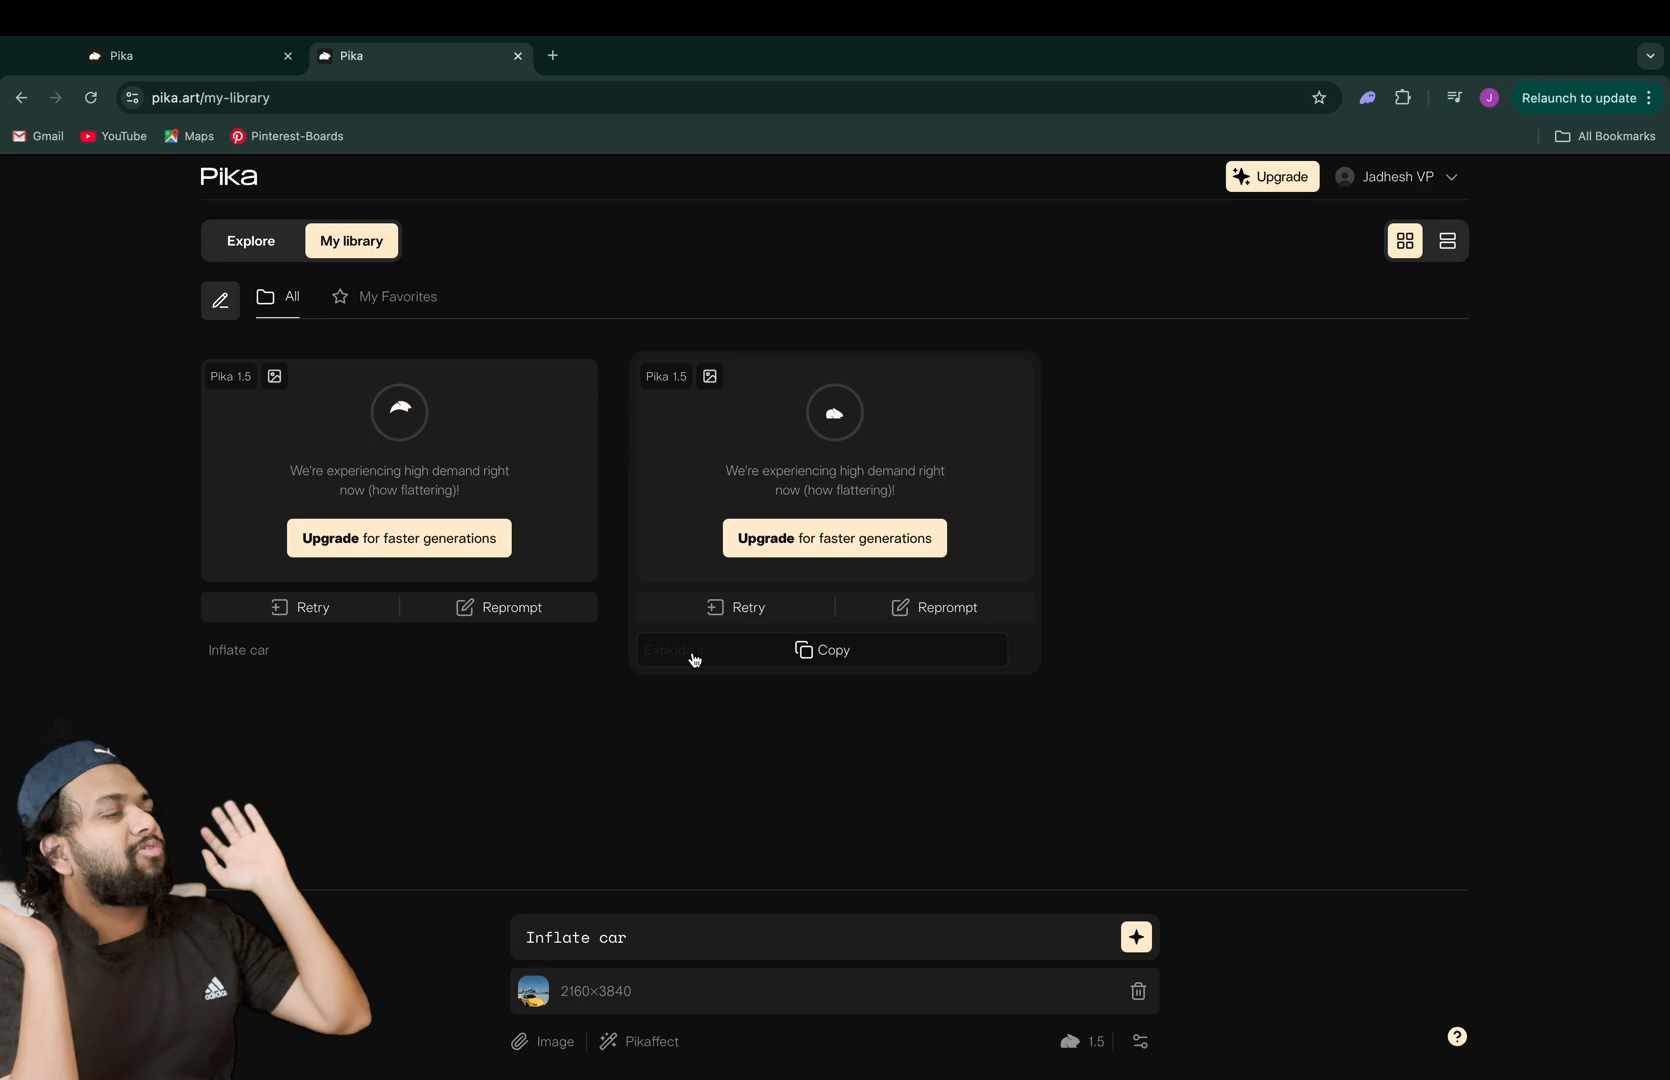 Pika
Pika
pika.art/my-library
J
Relaunch to update
Gmail
YouTube
Maps
Pinterest-Boards
All Bookmarks
Pika
Upgrade
Jadhesh VP
Explore
My library
All
My Favorites
Pika 1.5
We're experiencing high demand right
now (how flattering)!
Upgrade for faster generations
Retry
Reprompt
Inflate car
Pika 1.5
We're experiencing high demand right
now (how flattering)!
Upgrade for faster generations
Retry
Reprompt
Explode it
Copy
adidas
Inflate car
2160×3840
Image
Pikaffect
1.5
?